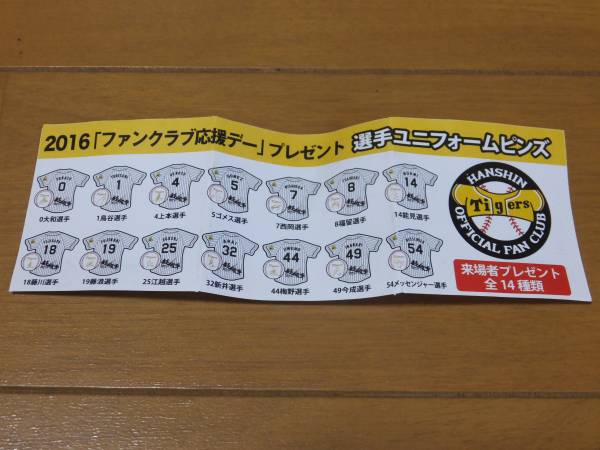 2016「ファンクラブ応援デー」プレゼント 選手ユニフォームピンズ
0 1 4 5 7 8 14
0大和選手 1鳥谷選手 4上本選手 5ゴメス選手 7西岡選手 8福留選手 14能見選手
18 19 25 32 44 49 54
18藤川選手 19藤浪選手 25江越選手 32新井選手 44梅野選手 49今成選手 54メッセンジャー選手
HANSHIN
Tigers
OFFICIAL FAN CLUB
来場者プレゼント
全14種類